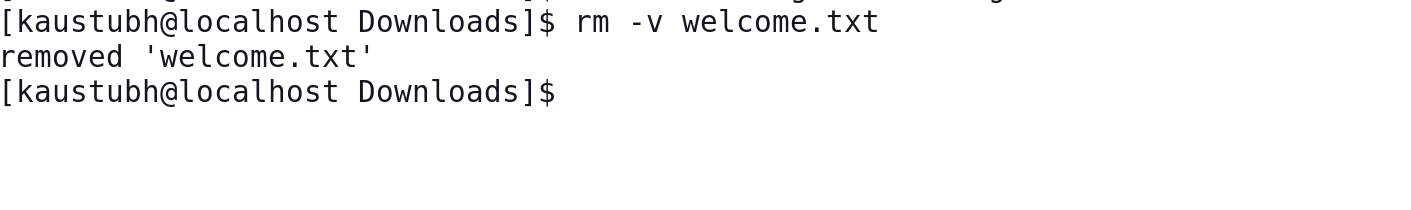 [kaustubh@localhost Downloads]$ rm -v welcome.txt
removed 'welcome.txt'
[kaustubh@localhost Downloads]$